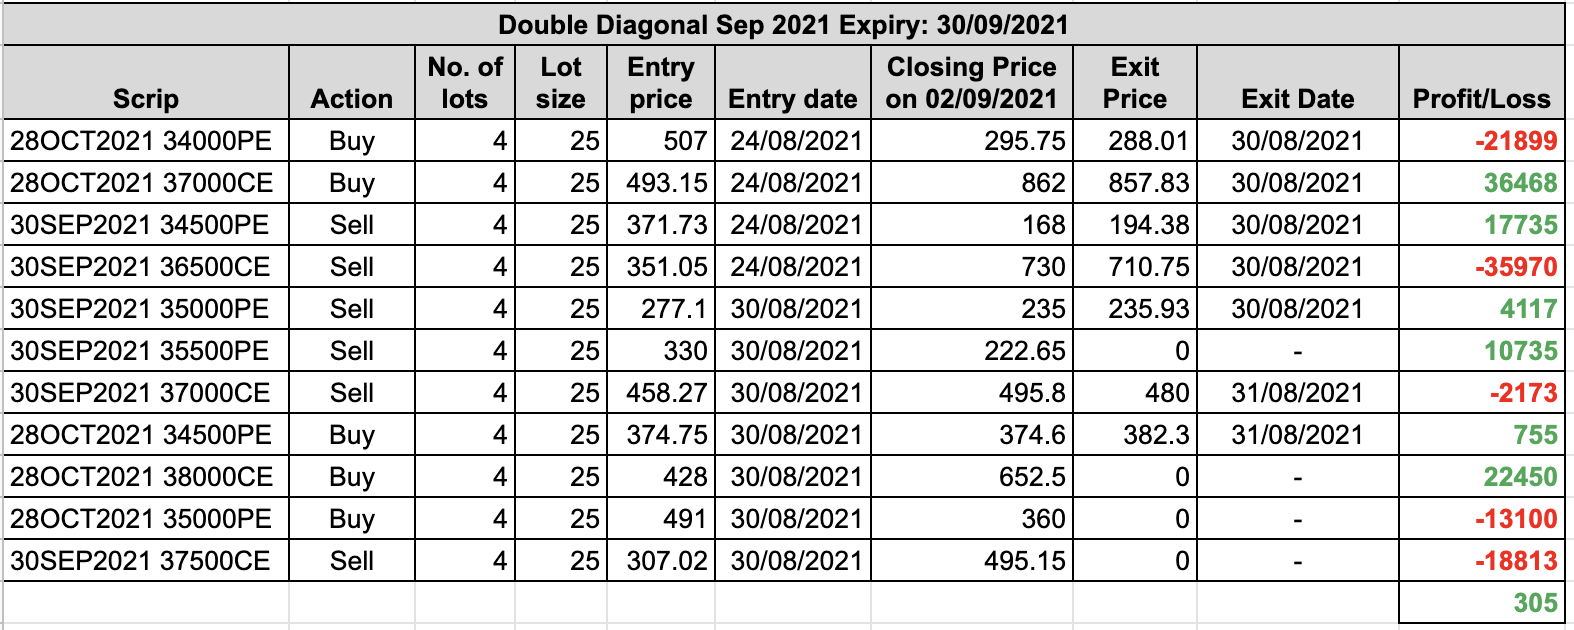 Double Diagonal Sep 2021 Expiry: 30/09/2021
Scrip Action No. of lots Lot size Entry price Entry date Closing Price on 02/09/2021 Exit Price Exit Date Profit/Loss
28OCT2021 34000PE Buy 4 25 507 24/08/2021 295.75 288.01 30/08/2021 -21899
28OCT2021 37000CE Buy 4 25 493.15 24/08/2021 862 857.83 30/08/2021 36468
30SEP2021 34500PE Sell 4 25 371.73 24/08/2021 168 194.38 30/08/2021 17735
30SEP2021 36500CE Sell 4 25 351.05 24/08/2021 730 710.75 30/08/2021 -35970
30SEP2021 35000PE Sell 4 25 277.1 30/08/2021 235 235.93 30/08/2021 4117
30SEP2021 35500PE Sell 4 25 330 30/08/2021 222.65 0 - 10735
30SEP2021 37000CE Sell 4 25 458.27 30/08/2021 495.8 480 31/08/2021 -2173
28OCT2021 34500PE Buy 4 25 374.75 30/08/2021 374.6 382.3 31/08/2021 755
28OCT2021 38000CE Buy 4 25 428 30/08/2021 652.5 0 - 22450
28OCT2021 35000PE Buy 4 25 491 30/08/2021 360 0 - -13100
30SEP2021 37500CE Sell 4 25 307.02 30/08/2021 495.15 0 - -18813
305